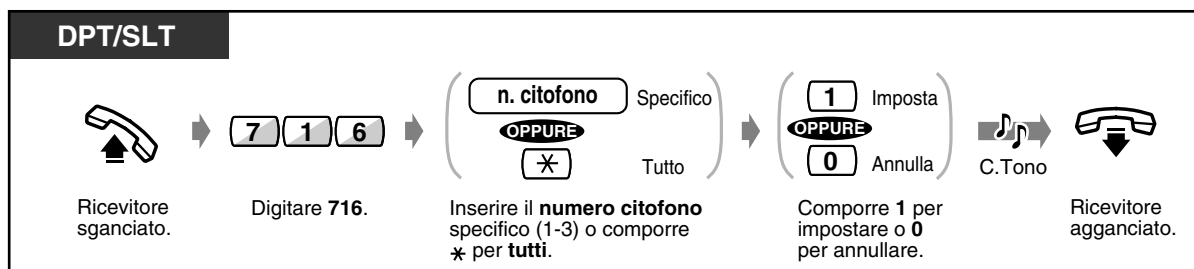 DPT/SLT
7 1 6
n. citofono Specifico
OPPURE
* Tutto
1 Imposta
OPPURE
0 Annulla
C.Tono
Ricevitore
sganciato.
Digitare 716.
Inserire il numero citofono
specifico (1-3) o comporre
* per tutti.
Comporre 1 per
impostare o 0
per annullare.
Ricevitore
agganciato.